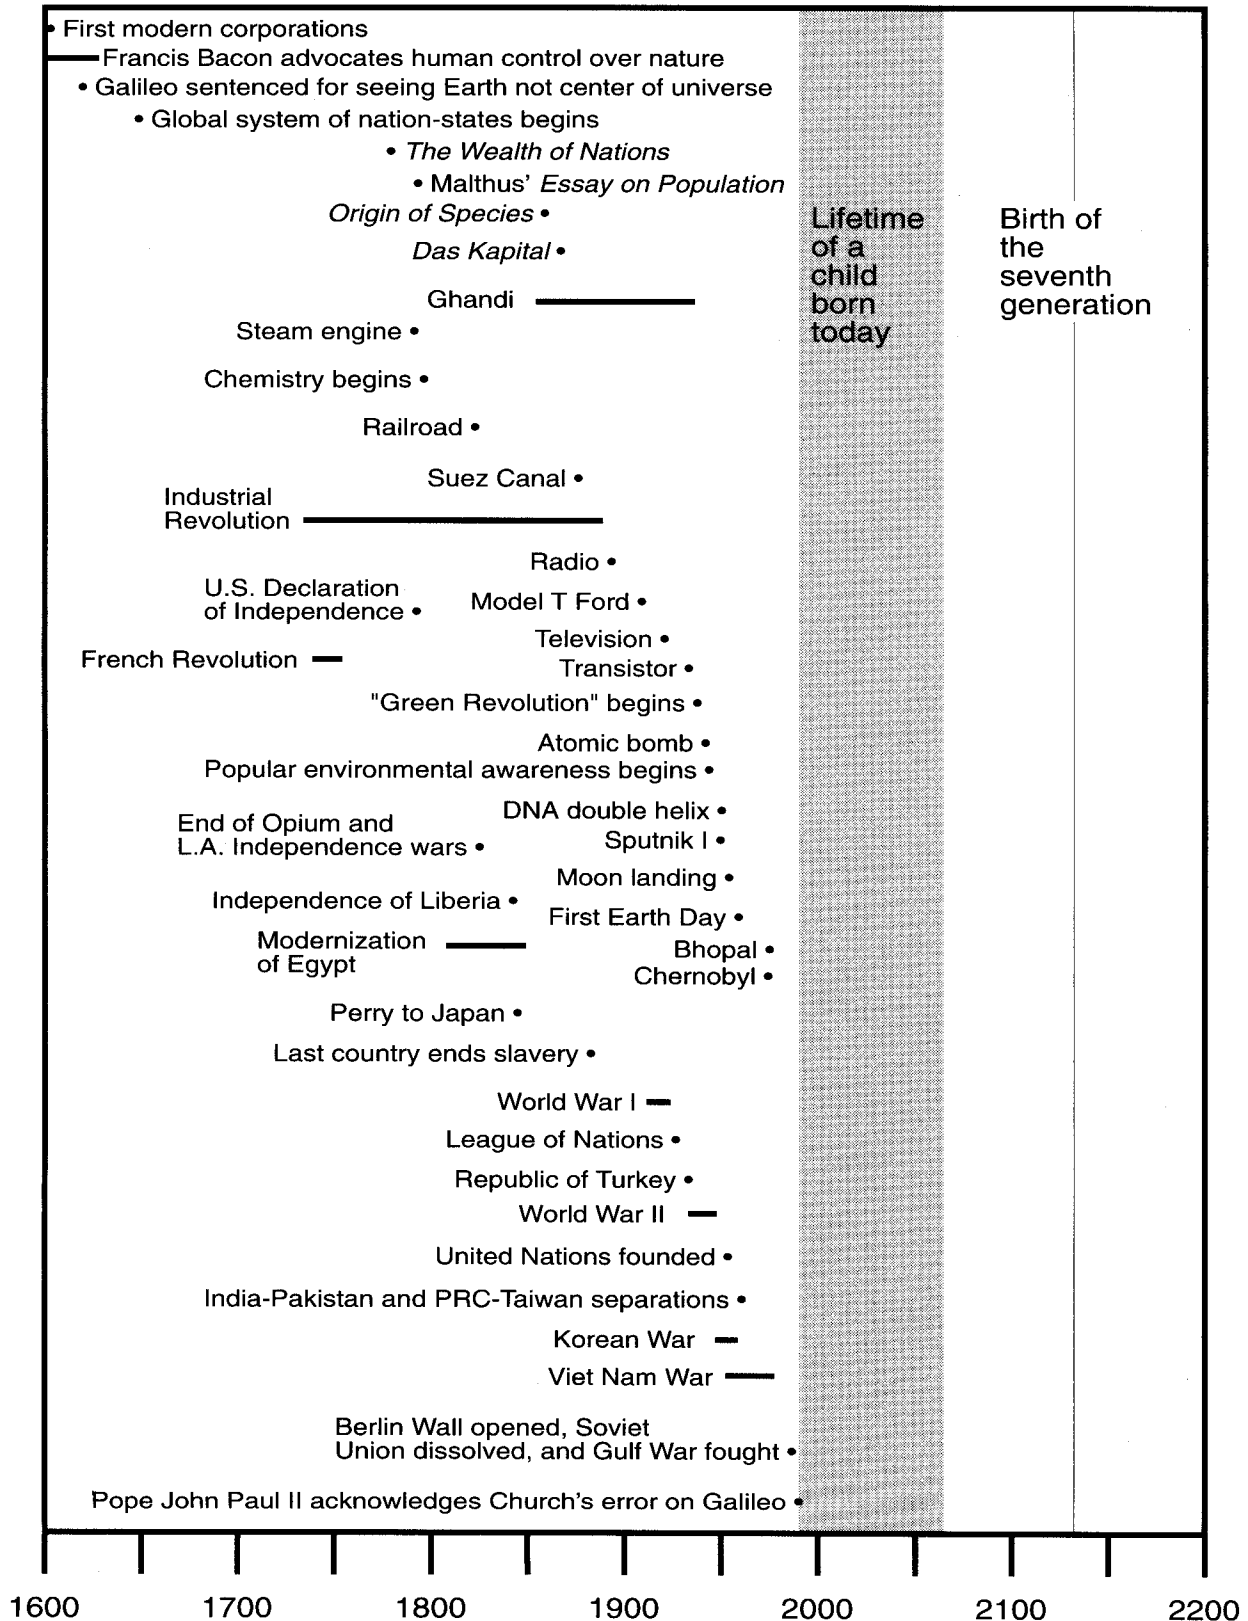 • First modern corporations
Francis Bacon advocates human control over nature
• Galileo sentenced for seeing Earth not center of universe
• Global system of nation-states begins
• The Wealth of Nations
• Malthus' Essay on Population
Origin of Species •
Das Kapital •
Lifetime
of a
child
born
today
Birth of
the
seventh
generation
Ghandi
Steam engine •
Chemistry begins •
Railroad •
Suez Canal •
Industrial
Revolution
Radio •
U.S. Declaration
of Independence •
Model T Ford •
Television •
French Revolution
Transistor •
"Green Revolution" begins •
Atomic bomb •
Popular environmental awareness begins •
DNA double helix •
End of Opium and
L.A. Independence wars •
Sputnik I •
Moon landing •
Independence of Liberia •
First Earth Day •
Modernization
of Egypt
Bhopal •
Chernobyl •
Perry to Japan •
Last country ends slavery •
World War I
League of Nations •
Republic of Turkey •
World War II
United Nations founded •
India-Pakistan and PRC-Taiwan separations •
Korean War
Viet Nam War
Berlin Wall opened, Soviet
Union dissolved, and Gulf War fought •
Pope John Paul II acknowledges Church's error on Galileo •
1600 1700 1800 1900 2000 2100 2200